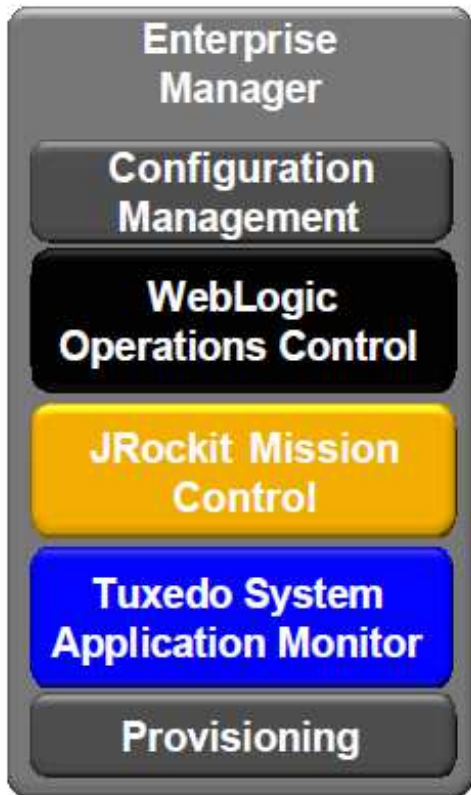 Enterprise
Manager
Configuration
Management
WebLogic
Operations Control
JRockit Mission
Control
Tuxedo System
Application Monitor
Provisioning